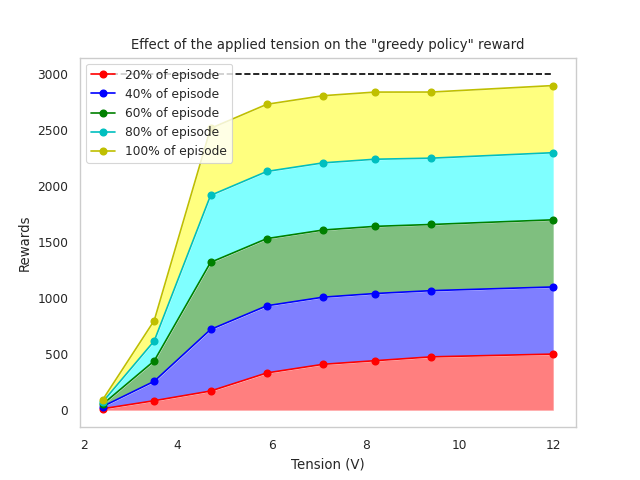 Effect of the applied tension on the "greedy policy" reward
20% of episode
40% of episode
60% of episode
80% of episode
100% of episode
3000
2500
2000
1500
1000
500
0
Rewards
2 4 6 8 10 12
Tension (V)